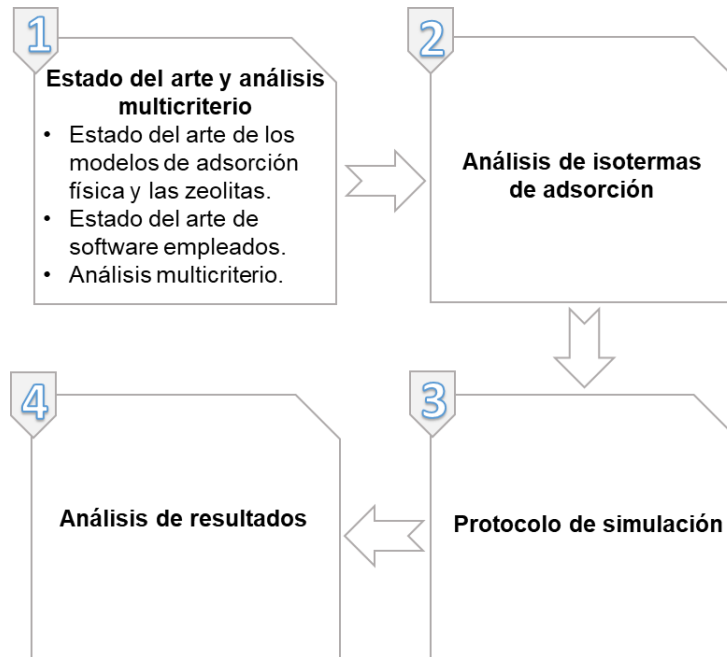 1
Estado del arte y análisis
multicriterio
• Estado del arte de los
modelos de adsorción
física y las zeolitas.
• Estado del arte de
software empleados.
• Análisis multicriterio.
2
Análisis de isotermas
de adsorción
3
Protocolo de simulación
4
Análisis de resultados